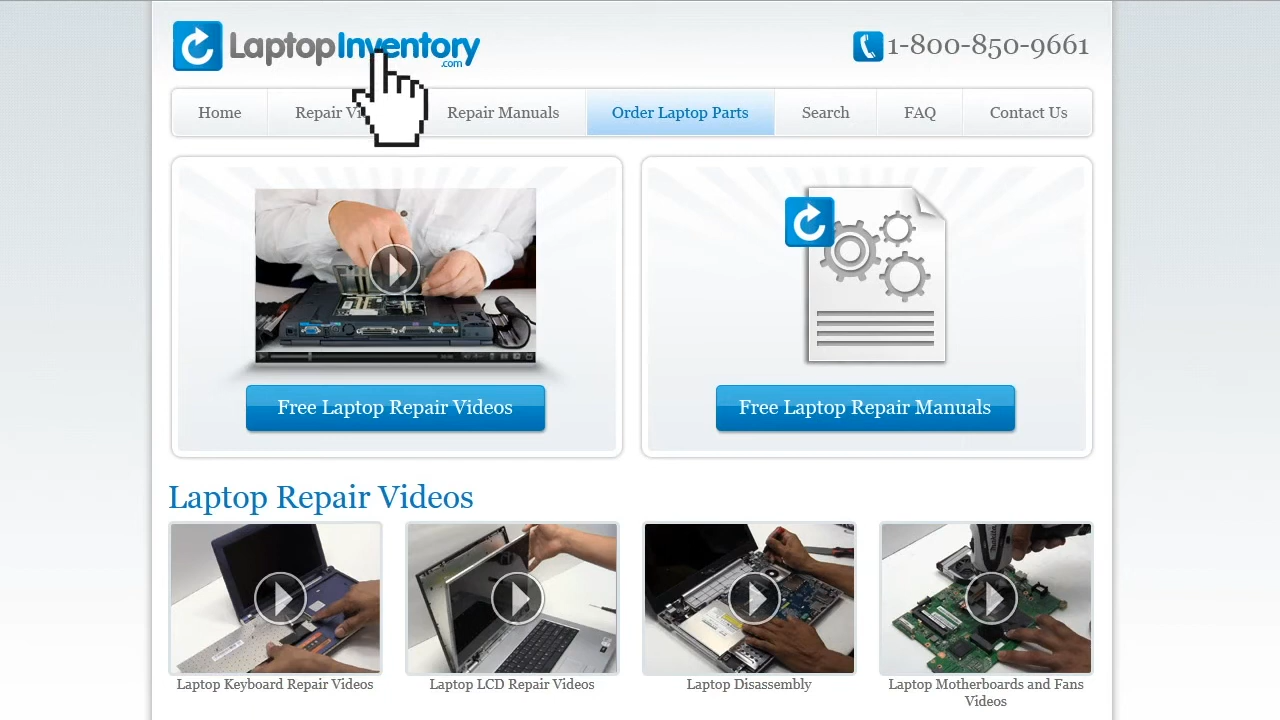 LaptopInventory
.com
1-800-850-9661
Home
Repair Vi
Repair Manuals
Order Laptop Parts
Search
FAQ
Contact Us
Free Laptop Repair Videos
Free Laptop Repair Manuals
Laptop Repair Videos
Laptop Keyboard Repair Videos
Laptop LCD Repair Videos
Laptop Disassembly
Laptop Motherboards and Fans
Videos